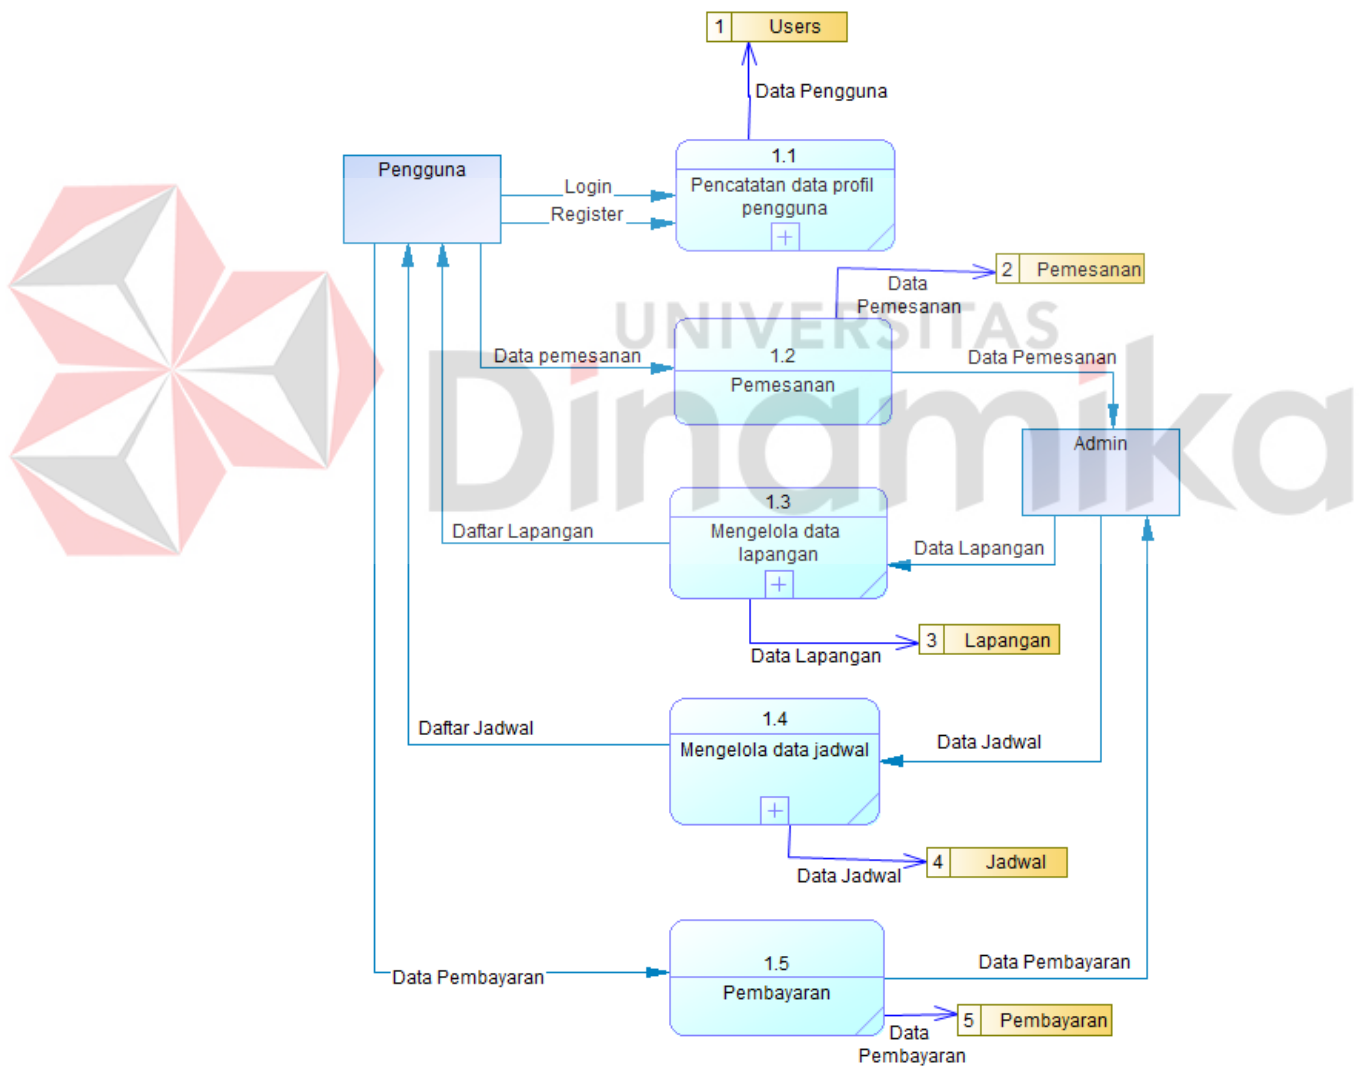 1 Users
Data Pengguna
Pengguna
Login
Register
1.1
Pencatatan data profil
pengguna
2 Pemesanan
Data
Pemesanan
UNIVERSITAS
Dinamika
Data pemesanan
1.2
Pemesanan
Data Pemesanan
Admin
1.3
Mengelola data
lapangan
Daftar Lapangan
Data Lapangan
3 Lapangan
Data Lapangan
1.4
Mengelola data jadwal
Daftar Jadwal
Data Jadwal
4 Jadwal
Data Jadwal
1.5
Pembayaran
Data Pembayaran
Data Pembayaran
5 Pembayaran
Data
Pembayaran